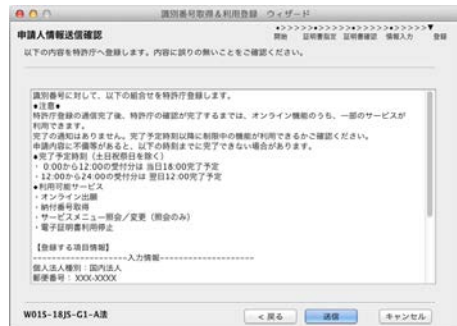 識別番号取得&利用登録 ウィザード
申請人情報送信確認
●>>>>>●>>>>>●>>>>>●>>>>>▼
開始 証明書指定 証明書確認 情報入力 登録
以下の内容を特許庁へ登録します。内容に誤りの無いことをご確認ください。
識別番号に対して、以下の組合せを特許庁登録します。
●注意●
特許庁登録の通信完了後、特許庁の確認が完了するまでは、オンライン機能のうち、一部のサービスが
利用できます。
完了の通知はありません。完了予定時刻以降に制限中の機能が利用できるかご確認ください。
申請内容に不備等があると、以下の時刻までに完了できない場合があります。
●完了予定時刻(土日祝祭日を除く)
・ 0:00から12:00の受付分は 当日18:00完了予定
・12:00から24:00の受付分は 翌日12:00完了予定
●利用可能サービス
・オンライン出願
・納付番号取得
・サービスメニュー照会/変更(照会のみ)
・電子証明書利用停止
【登録する項目情報】
--------------------入力情報--------------------
個人法人種別:国内法人
郵便番号:XXX-XXXX
W01S-18JS-G1-A法
<戻る 送信 キャンセル